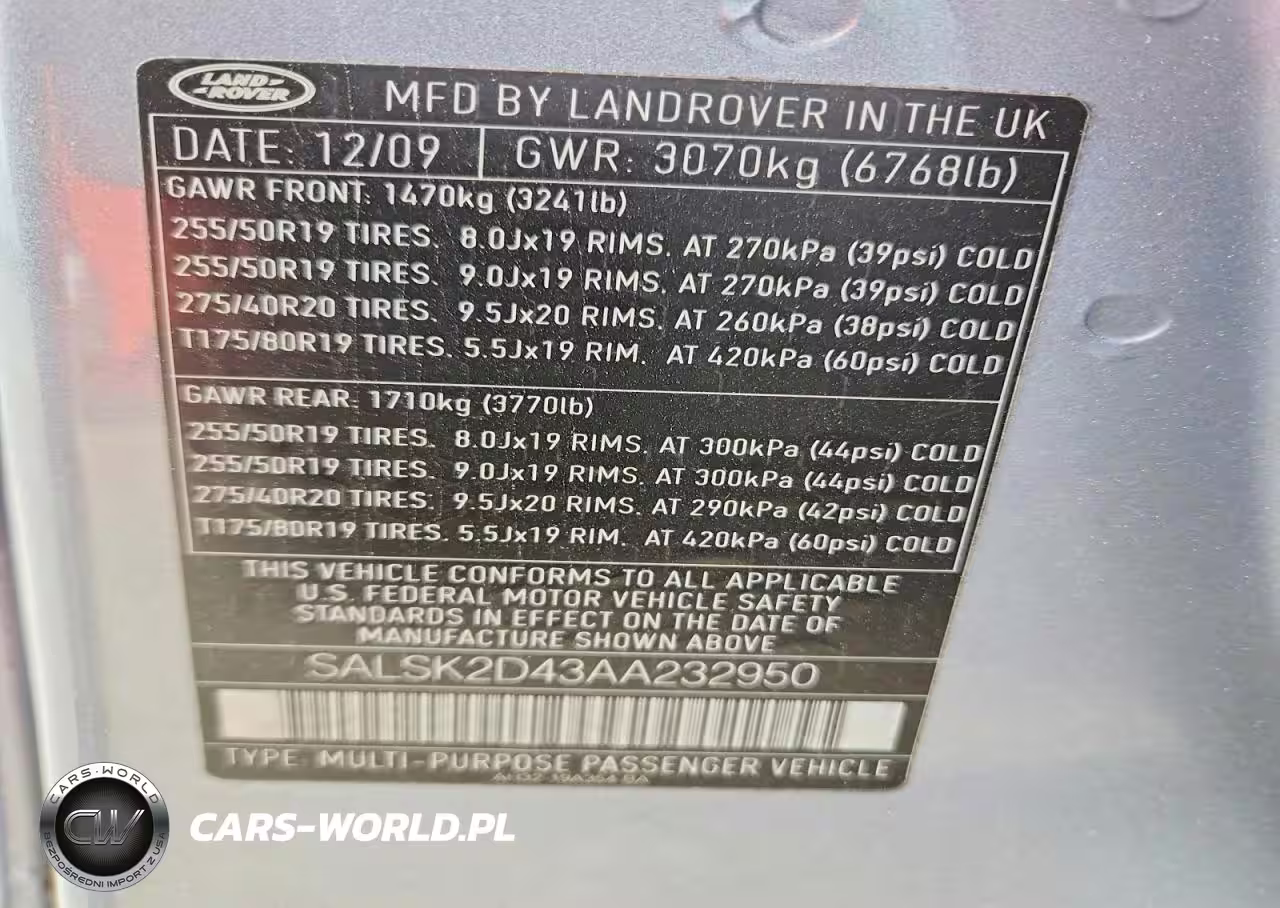 LAND-
ROVER
MFD BY LANDROVER IN THE UK
DATE: 12/09 GWR: 3070kg (6768lb)
GAWR FRONT: 1470kg (3241lb)
255/50R19 TIRES. 8.0Jx19 RIMS. AT 270kPa (39psi) COLD
255/50R19 TIRES. 9.0Jx19 RIMS. AT 270kPa (39psi) COLD
275/40R20 TIRES. 9.5Jx20 RIMS. AT 260kPa (38psi) COLD
T175/80R19 TIRES. 5.5Jx19 RIM. AT 420kPa (60psi) COLD
GAWR REAR: 1710kg (3770lb)
255/50R19 TIRES. 8.0Jx19 RIMS. AT 300kPa (44psi) COLD
255/50R19 TIRES. 9.0Jx19 RIMS. AT 300kPa (44psi) COLD
275/40R20 TIRES. 9.5Jx20 RIMS. AT 290kPa (42psi) COLD
T175/80R19 TIRES. 5.5Jx19 RIM. AT 420kPa (60psi) COLD
THIS VEHICLE CONFORMS TO ALL APPLICABLE
U.S. FEDERAL MOTOR VEHICLE SAFETY
STANDARDS IN EFFECT ON THE DATE OF
MANUFACTURE SHOWN ABOVE
SALSK2D43AA232950
TYPE: MULTI-PURPOSE PASSENGER VEHICLE
CARS-WORLD
CW
BEZPOŚREDNI IMPORT Z USA
CARS-WORLD.PL